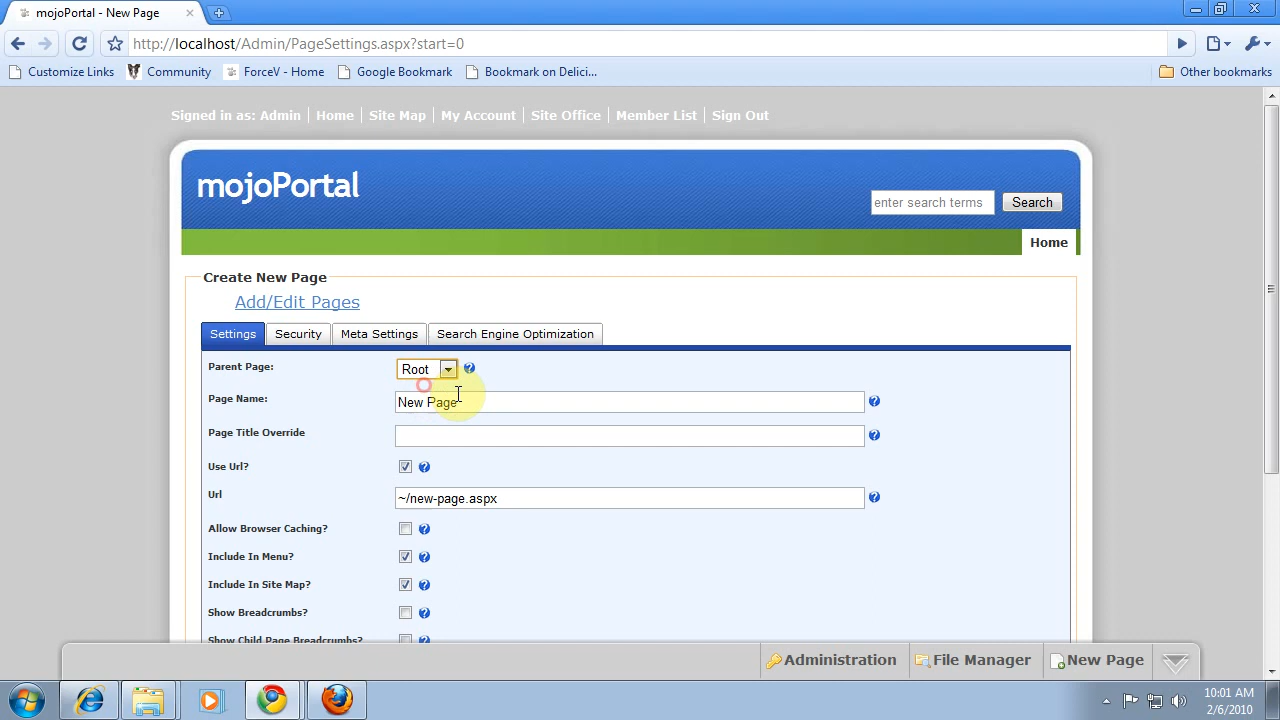 mojoPortal - New Page
http://localhost/Admin/PageSettings.aspx?start=0
Customize Links Community ForceV - Home Google Bookmark Bookmark on Delici... Other bookmarks
Signed in as: Admin Home Site Map My Account Site Office Member List Sign Out
mojoPortal
enter search terms Search
Home
Create New Page
Add/Edit Pages
Settings Security Meta Settings Search Engine Optimization
Parent Page: Root
Page Name: New Page
Page Title Override
Use Url?
Url ~/new-page.aspx
Allow Browser Caching?
Include In Menu?
Include In Site Map?
Show Breadcrumbs?
Show Child Page Breadcrumbs?
Administration File Manager New Page
10:01 AM
2/6/2010